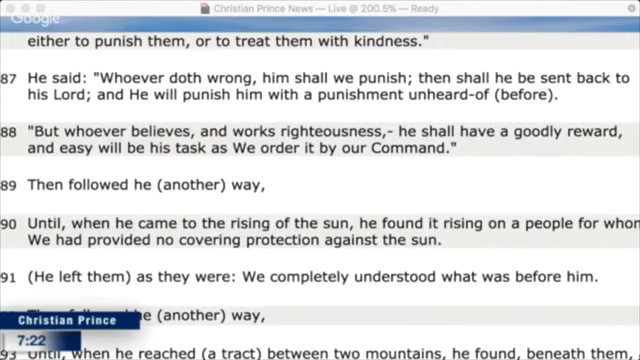 Christian Prince News — Live @ 200.5% — Ready
Google
either to punish them, or to treat them with kindness."
87 He said: "Whoever doth wrong, him shall we punish; then shall he be sent back to
his Lord; and He will punish him with a punishment unheard-of (before).
88 "But whoever believes, and works righteousness,- he shall have a goodly reward,
and easy will be his task as We order it by our Command."
89 Then followed he (another) way,
90 Until, when he came to the rising of the sun, he found it rising on a people for whom
We had provided no covering protection against the sun.
91 (He left them) as they were: We completely understood what was before him.
he (another) way,
Christian Prince
7:22
93 Until, when he reached (a tract) between two mountains, he found, beneath them,